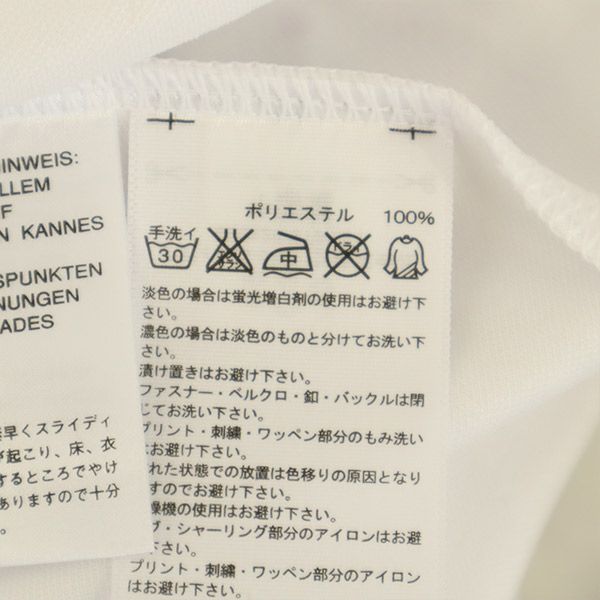 HINWEIS:
LLEM
F
N KANNES
SPUNKTEN
NUNGEN
ADES
早くスライディ
が起こり、床、衣
するところでやけ
ありますので十分
。
ポリエステル 100%
手洗イ
30
中
ドライ
淡色の場合は蛍光増白剤の使用はお避け下
さい。
濃色の場合は淡色のものと分けてお洗い下
さい。
漬け置きはお避け下さい。
ファスナー・ベルクロ・釦・バックルは閉
じてお洗い下さい。
プリント・刺繍・ワッペン部分のもみ洗い
はお避け下さい。
れた状態での放置は色移りの原因となり
ますのでお避け下さい。
燥機の使用はお避け下さい。
ブ・シャーリング部分のアイロンはお避
下さい。
プリント・刺繍・ワッペン部分のアイロン
はお避け下さい。